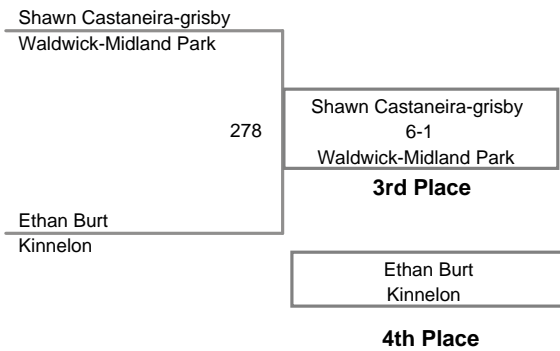 Shawn Castaneira-grisby
Waldwick-Midland Park
278
Shawn Castaneira-grisby
6-1
Waldwick-Midland Park
3rd Place
Ethan Burt
Kinnelon
Ethan Burt
Kinnelon
4th Place